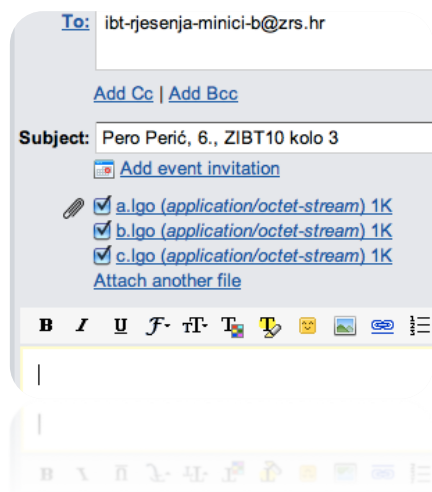 To: ibt-rjesenja-minici-b@zrs.hr
Add Cc | Add Bcc
Subject: Pero Perić, 6., ZIBT10 kolo 3
Add event invitation
a.lgo (application/octet-stream) 1K
b.lgo (application/octet-stream) 1K
c.lgo (application/octet-stream) 1K
Attach another file
B I U F TT T T